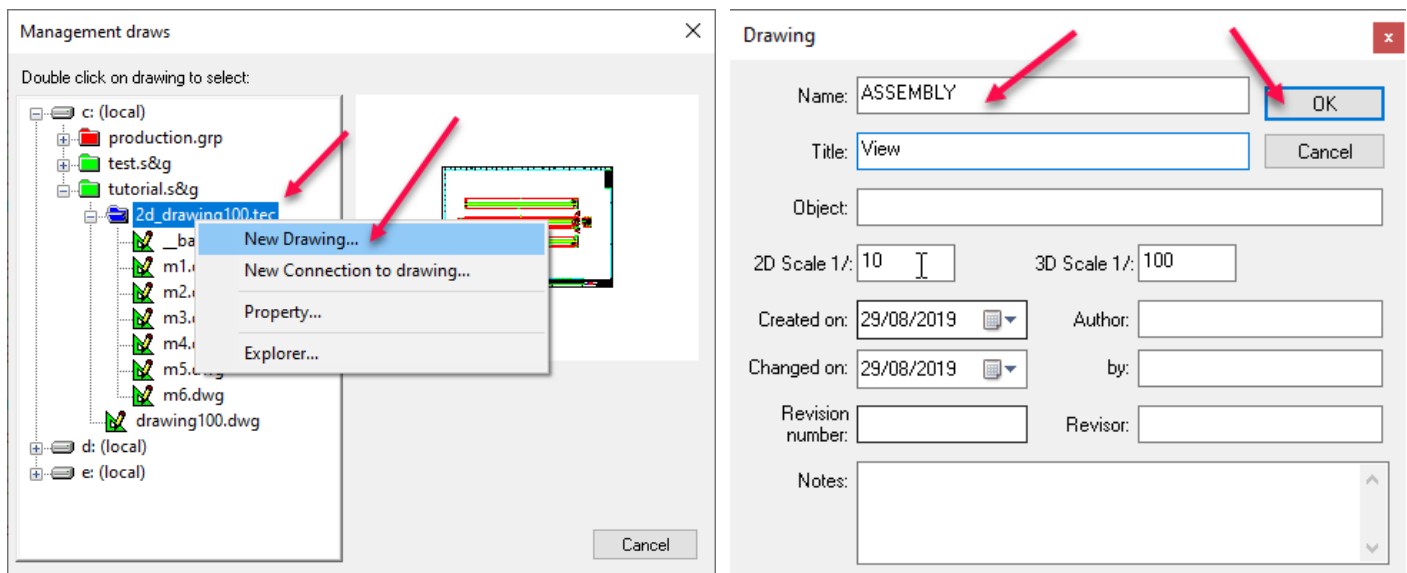 Management draws
Double click on drawing to select:
c: (local)
production.grp
test.s&g
tutorial.s&g
2d_drawing100.tec
__ba
m1.
m2.
m3.
m4.
m5.dwg
m6.dwg
drawing100.dwg
d: (local)
e: (local)
New Drawing...
New Connection to drawing...
Property...
Explorer...
Cancel
Drawing
Name: ASSEMBLY
OK
Title: View
Cancel
Object:
2D Scale 1/: 10 3D Scale 1/: 100
Created on: 29/08/2019 Author:
Changed on: 29/08/2019 by:
Revision
number: Revisor:
Notes: